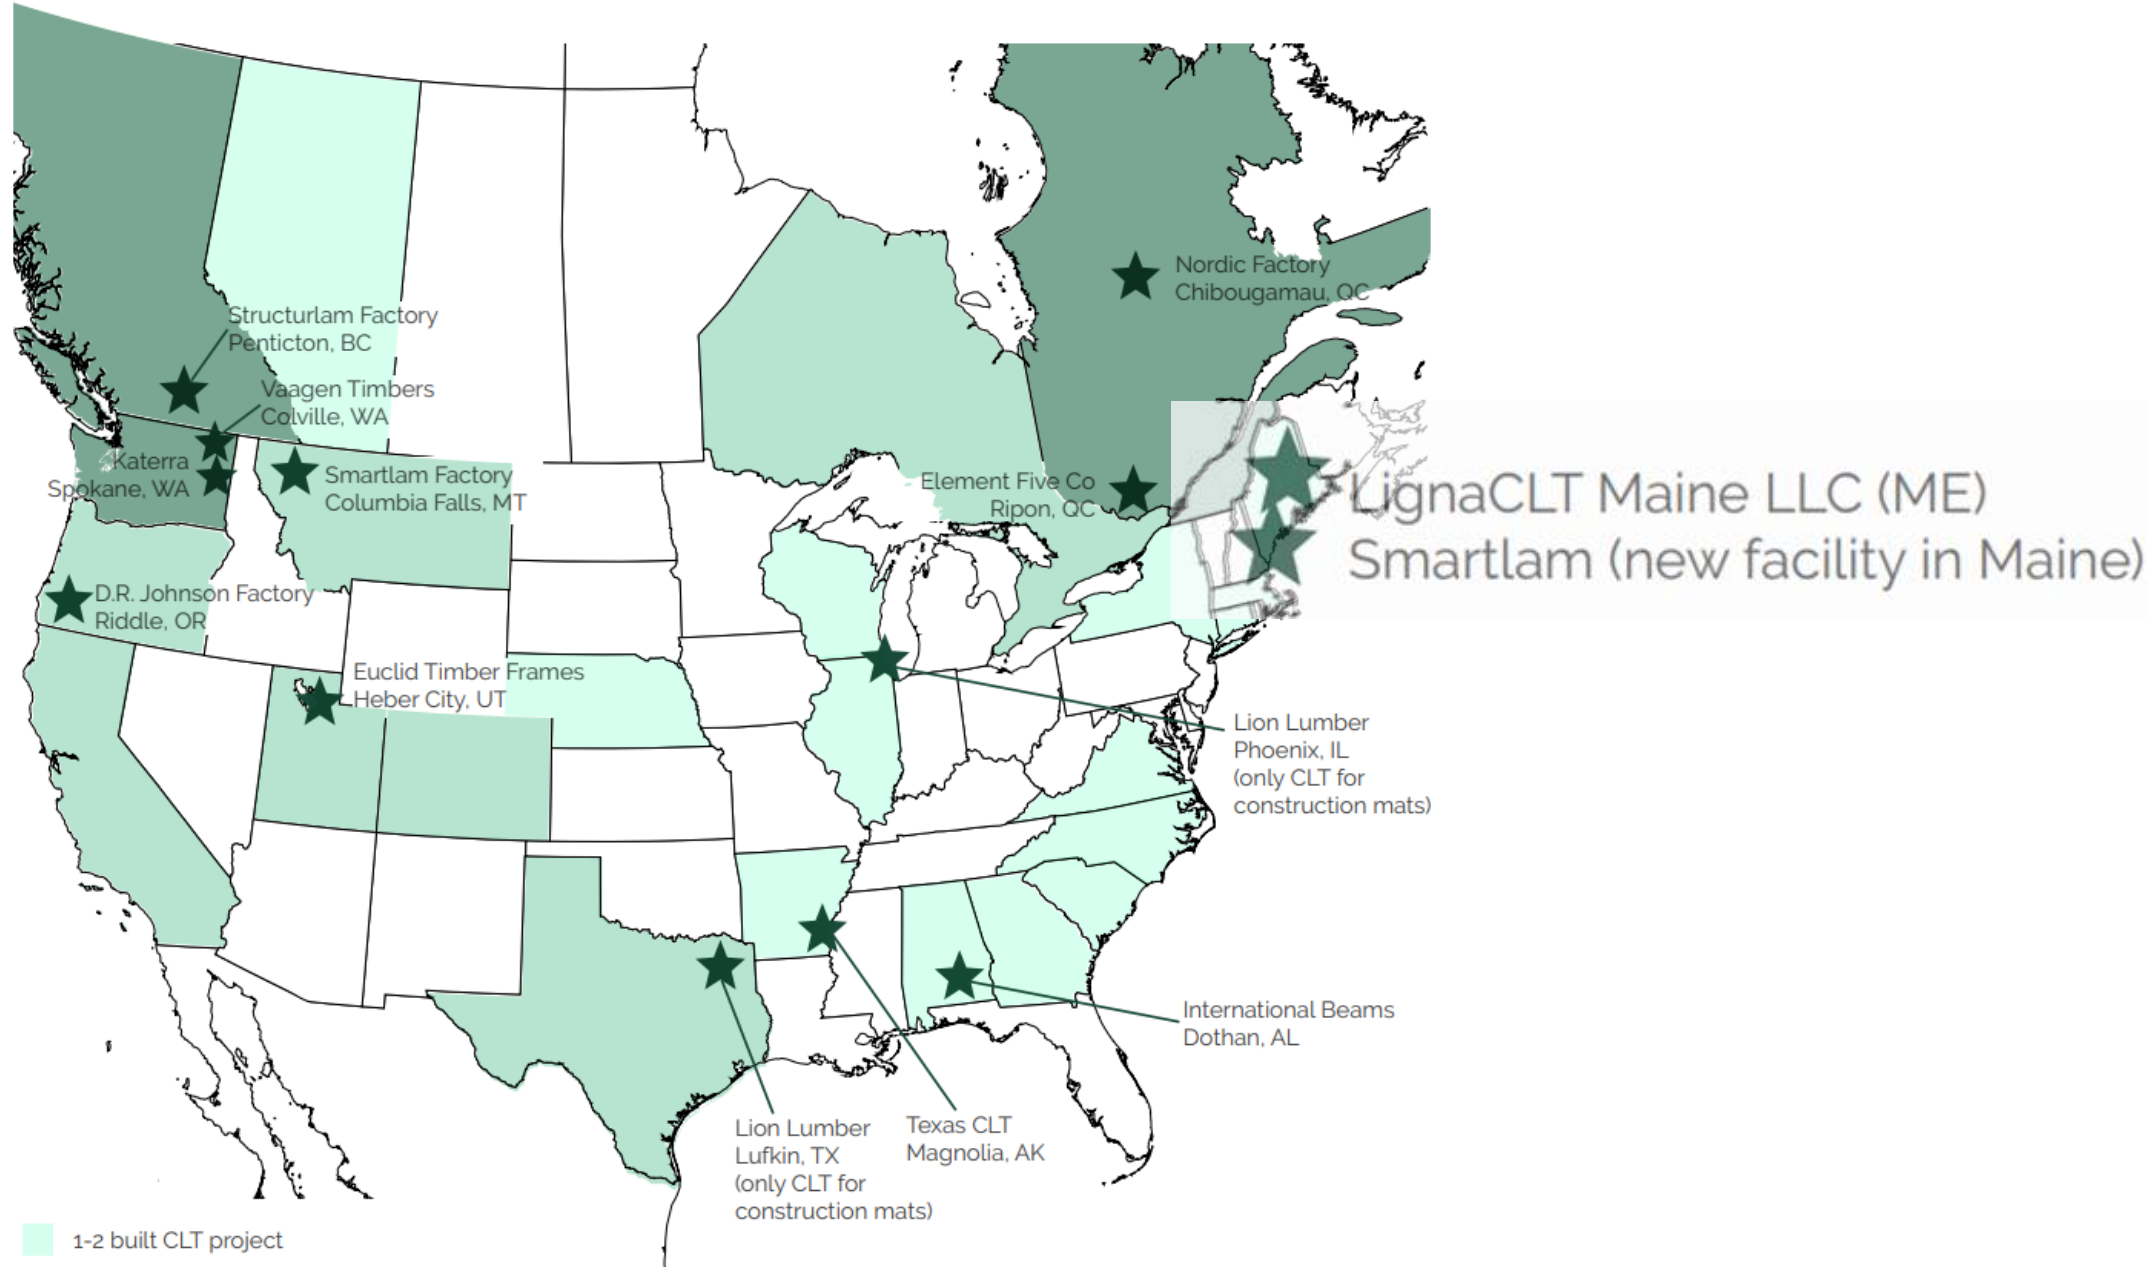 Nordic Factory
Chibougamau, QC
Structurlam Factory
Penticton, BC
Vaagen Timbers
Colville, WA
Katerra
Spokane, WA
Smartlam Factory
Columbia Falls, MT
Element Five Co
Ripon, QC
LignaCLT Maine LLC (ME)
Smartlam (new facility in Maine)
D.R. Johnson Factory
Riddle, OR
Euclid Timber Frames
Heber City, UT
Lion Lumber
Phoenix, IL
(only CLT for
construction mats)
International Beams
Dothan, AL
Lion Lumber
Lufkin, TX
(only CLT for
construction mats)
Texas CLT
Magnolia, AK
1-2 built CLT project